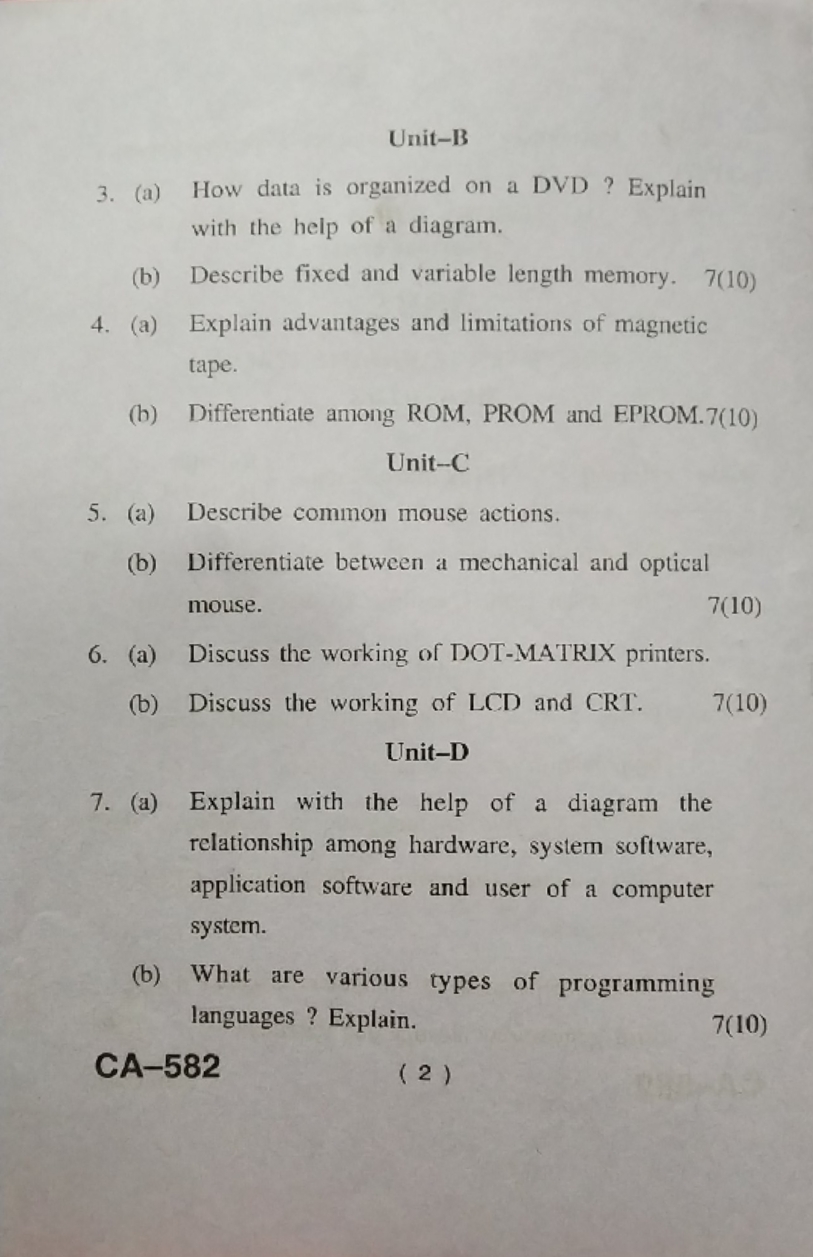 Unit–B
3. (a) How data is organized on a DVD ? Explain
with the help of a diagram.
(b) Describe fixed and variable length memory. 7(10)
4. (a) Explain advantages and limitations of magnetic
tape.
(b) Differentiate among ROM, PROM and EPROM.7(10)
Unit–C
5. (a) Describe common mouse actions.
(b) Differentiate between a mechanical and optical
mouse. 7(10)
6. (a) Discuss the working of DOT-MATRIX printers.
(b) Discuss the working of LCD and CRT. 7(10)
Unit–D
7. (a) Explain with the help of a diagram the
relationship among hardware, system software,
application software and user of a computer
system.
(b) What are various types of programming
languages ? Explain. 7(10)
CA–582 ( 2 )